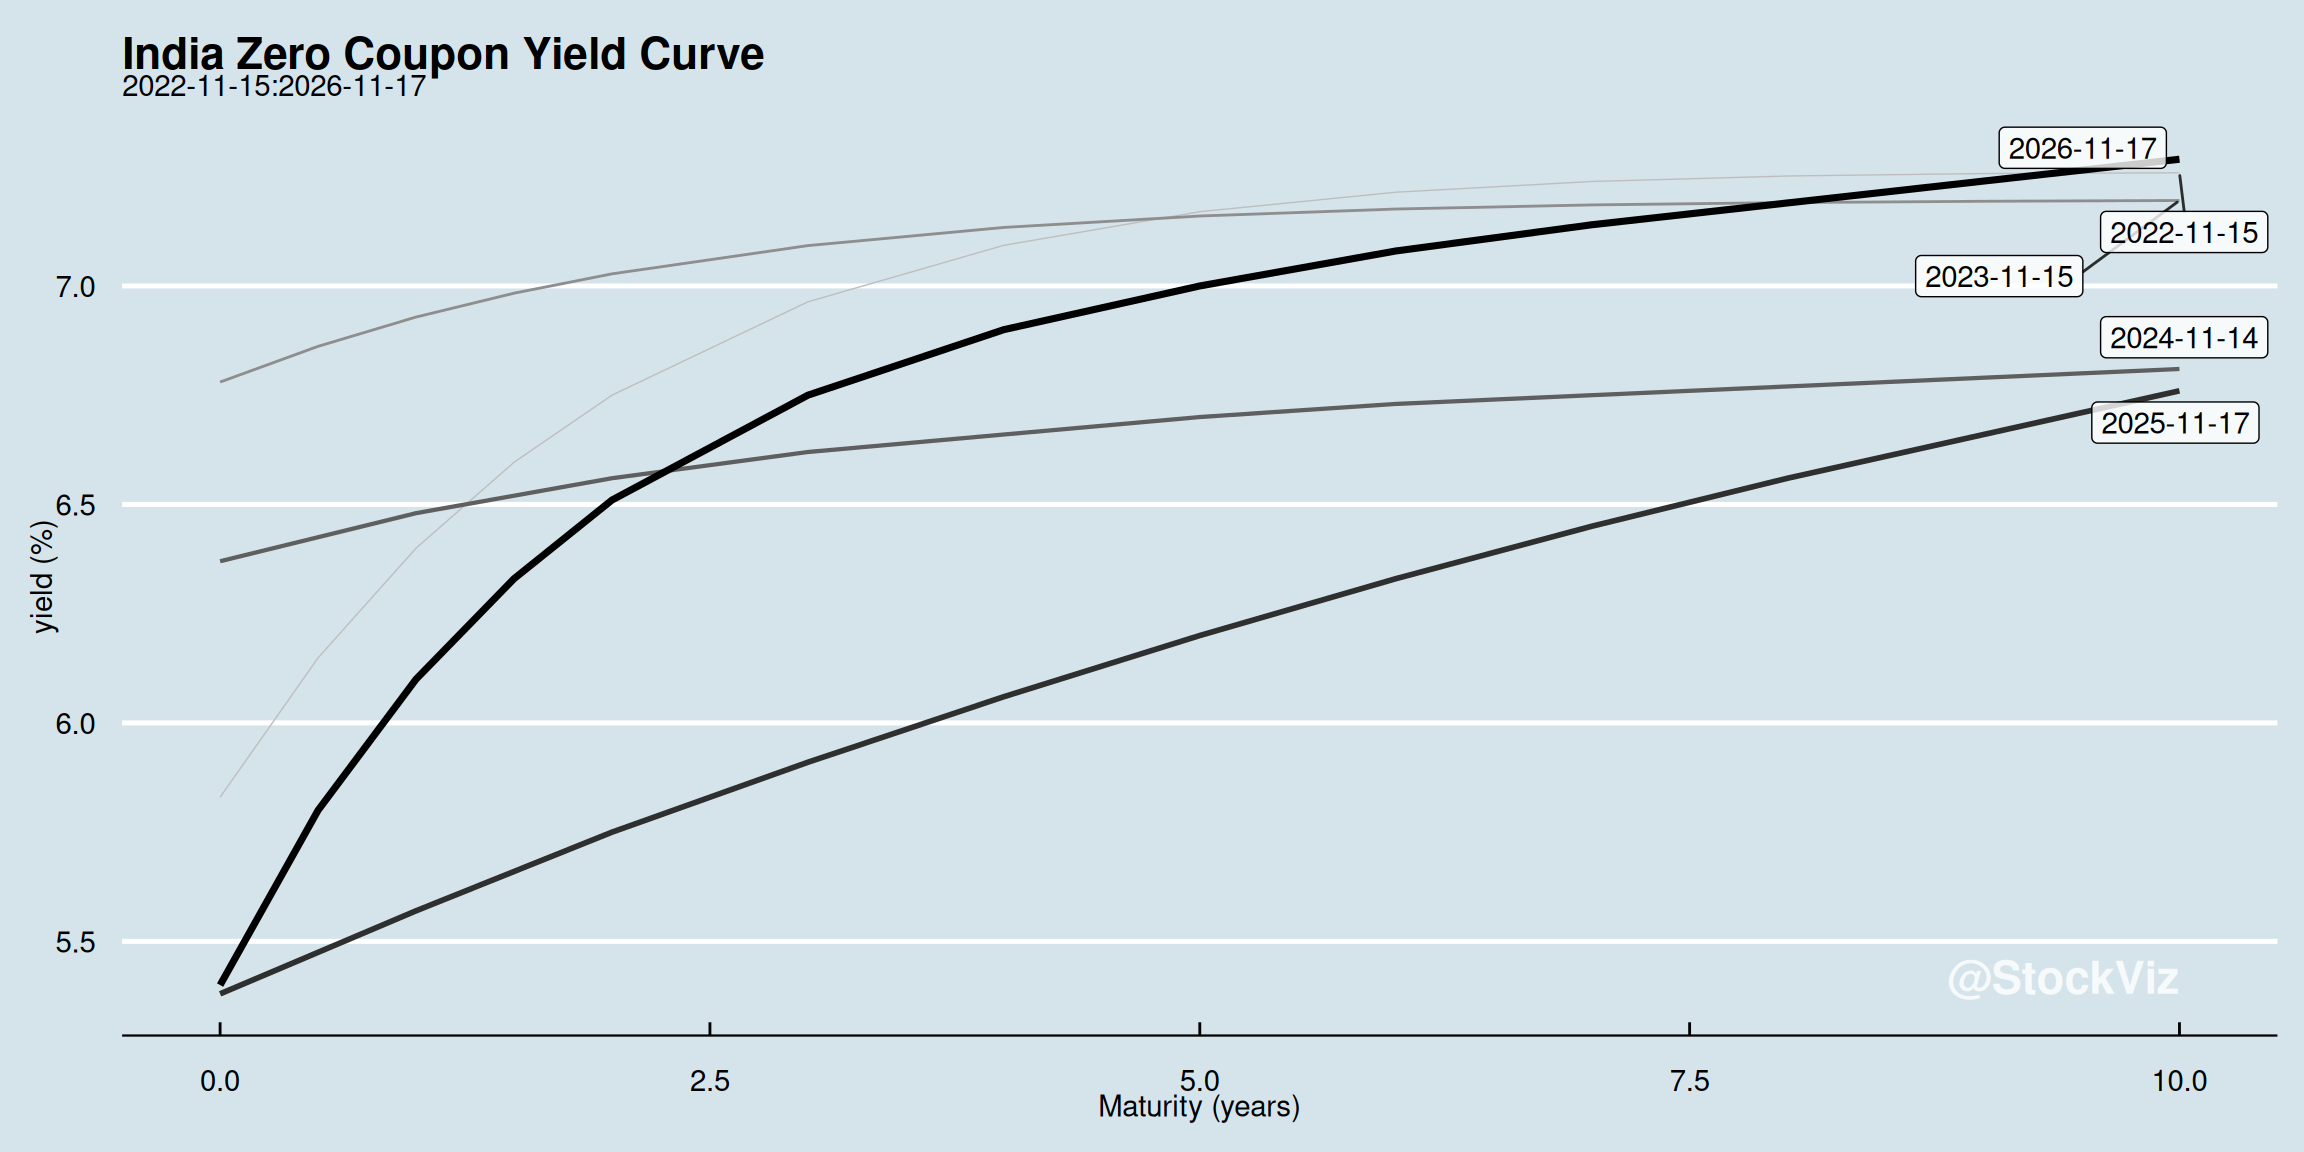 India Zero Coupon Yield Curve
2022-11-15:2026-11-17
2026-11-17
2022-11-15
2023-11-15
2024-11-14
2025-11-17
7.0
6.5
6.0
5.5
yield (%)
@StockViz
0.0 2.5 5.0 7.5 10.0
Maturity (years)